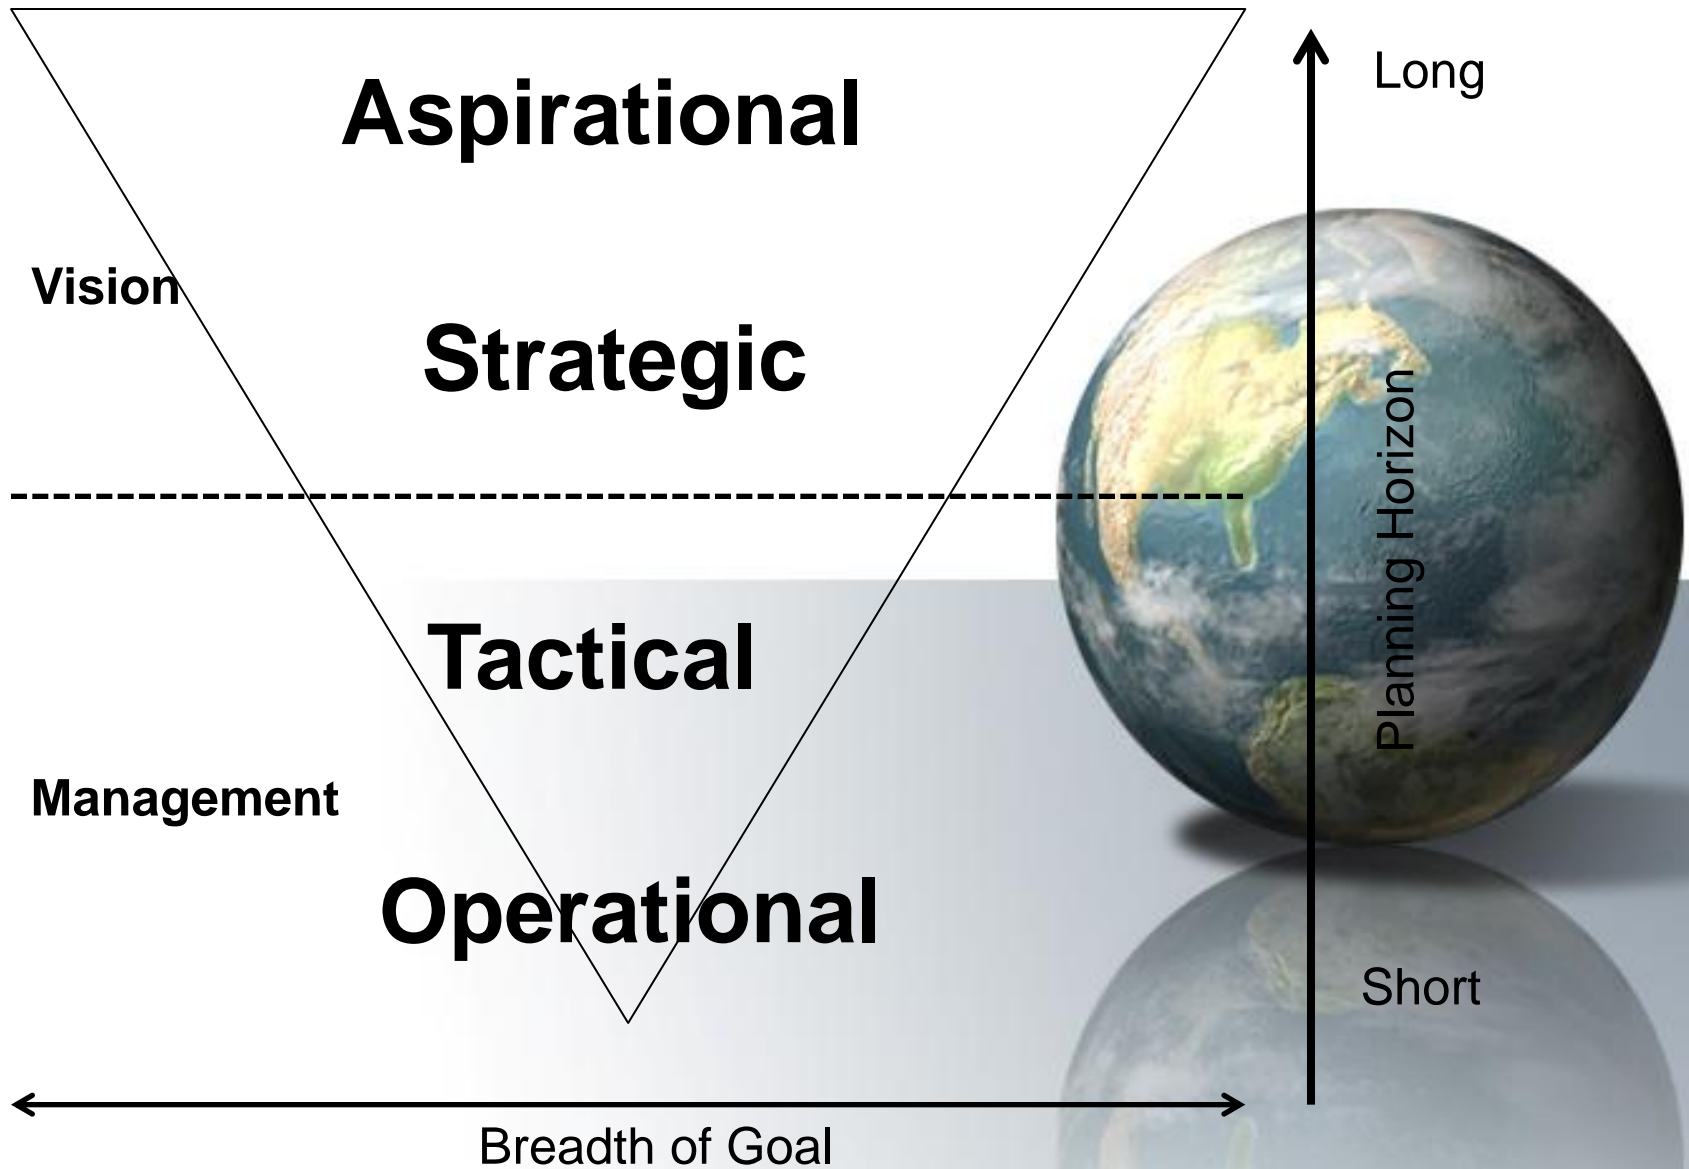 Aspirational
Long
Vision
Strategic
Planning Horizon
Tactical
Management
Operational
Short
Breadth of Goal